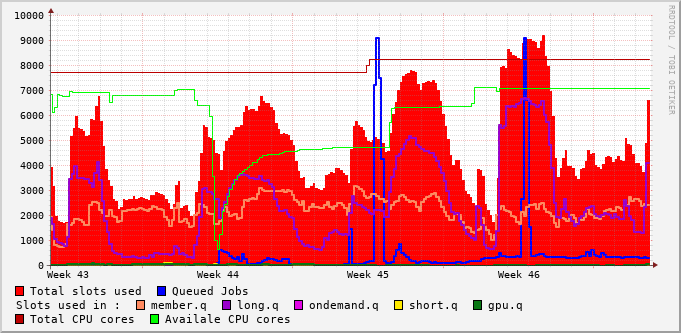 10000
9000
8000
7000
6000
5000
4000
3000
2000
1000
0
Week 43 Week 44 Week 45 Week 46
Total slots used Queued Jobs
Slots used in : member.q long.q ondemand.q short.q gpu.q
Total CPU cores Availale CPU cores
RRDTOOL / TOBI OETIKER